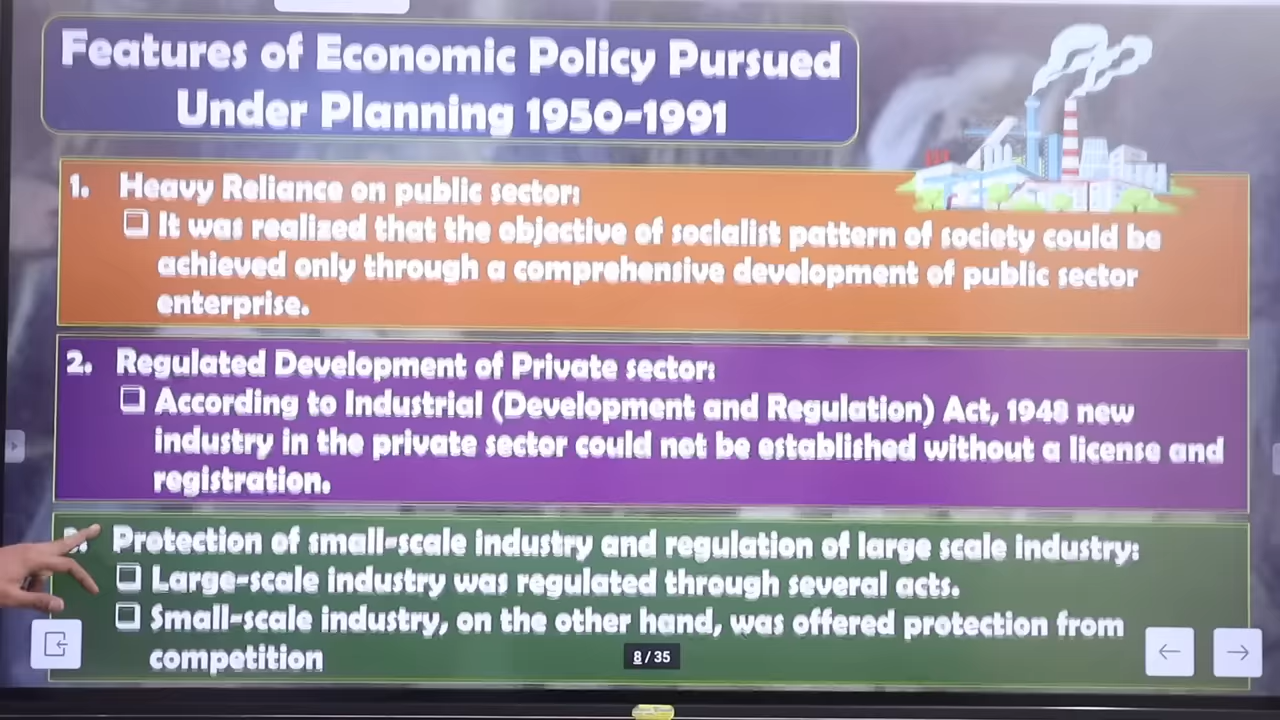 Features of Economic Policy Pursued
Under Planning 1950-1991
1. Heavy Reliance on public sector:
It was realized that the objective of socialist pattern of society could be
achieved only through a comprehensive development of public sector
enterprise.
2. Regulated Development of Private sector:
According to Industrial (Development and Regulation) Act, 1948 new
industry in the private sector could not be established without a license and
registration.
Protection of small-scale industry and regulation of large scale industry:
Large-scale industry was regulated through several acts.
Small-scale industry, on the other hand, was offered protection from
competition
8 / 35